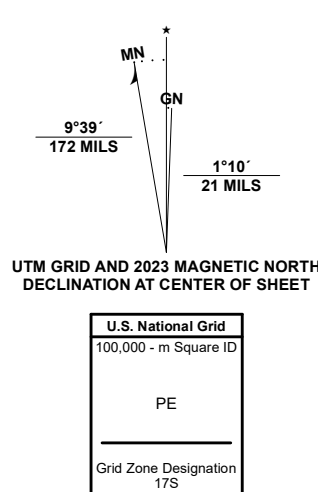 ★
MN
GN
9°39´
172 MILS
1°10´
21 MILS
UTM GRID AND 2023 MAGNETIC NORTH
DECLINATION AT CENTER OF SHEET
U.S. National Grid
100,000 - m Square ID
PE
Grid Zone Designation
17S